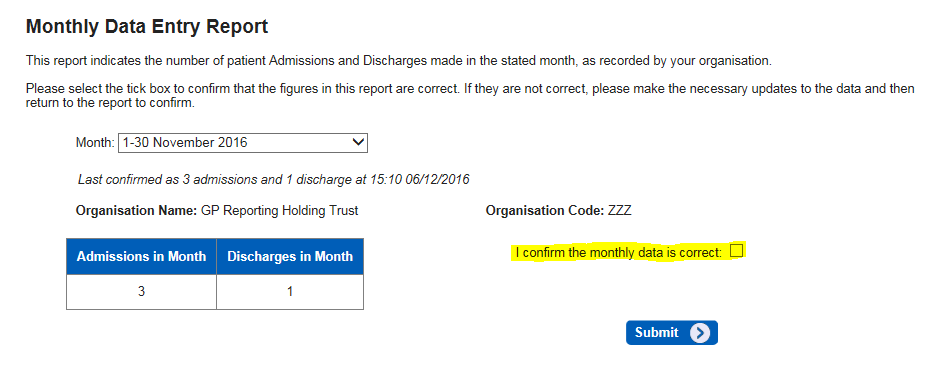 Monthly Data Entry Report
This report indicates the number of patient Admissions and Discharges made in the stated month, as recorded by your organisation.
Please select the tick box to confirm that the figures in this report are correct. If they are not correct, please make the necessary updates to the data and then
return to the report to confirm.
Month: 1-30 November 2016
Last confirmed as 3 admissions and 1 discharge at 15:10 06/12/2016
Organisation Name: GP Reporting Holding Trust Organisation Code: ZZZ
I confirm the monthly data is correct:
Admissions in Month Discharges in Month
3 1
Submit